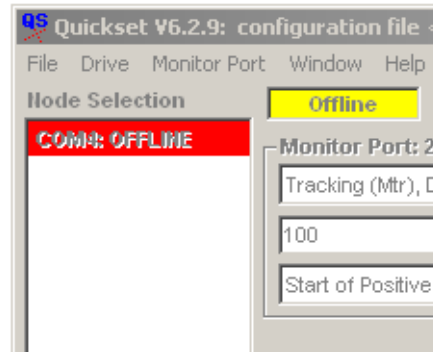 QS Quickset V6.2.9: configuration file
File Drive Monitor Port Window Help
Node Selection
Offline
COM4: OFFLINE
Monitor Port: 2
Tracking (Mtr), D
100
Start of Positive